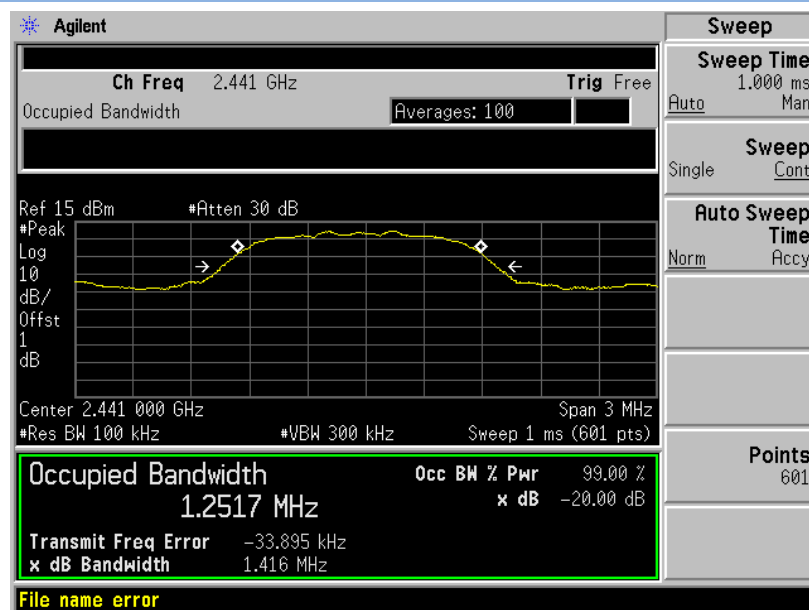 Agilent
Ch Freq 2.441 GHz Trig Free
Occupied Bandwidth Averages: 100
Ref 15 dBm #Atten 30 dB
#Peak
Log
10
dB/
Offst
1
dB
Center 2.441 000 GHz Span 3 MHz
#Res BW 100 kHz #VBW 300 kHz Sweep 1 ms (601 pts)
Occupied Bandwidth Occ BW % Pwr 99.00 %
1.2517 MHz x dB -20.00 dB
Transmit Freq Error -33.895 kHz
x dB Bandwidth 1.416 MHz
File name error
Sweep
Sweep Time
1.000 ms
Auto Man
Sweep
Single Cont
Auto Sweep
Time
Norm Accy
Points
601